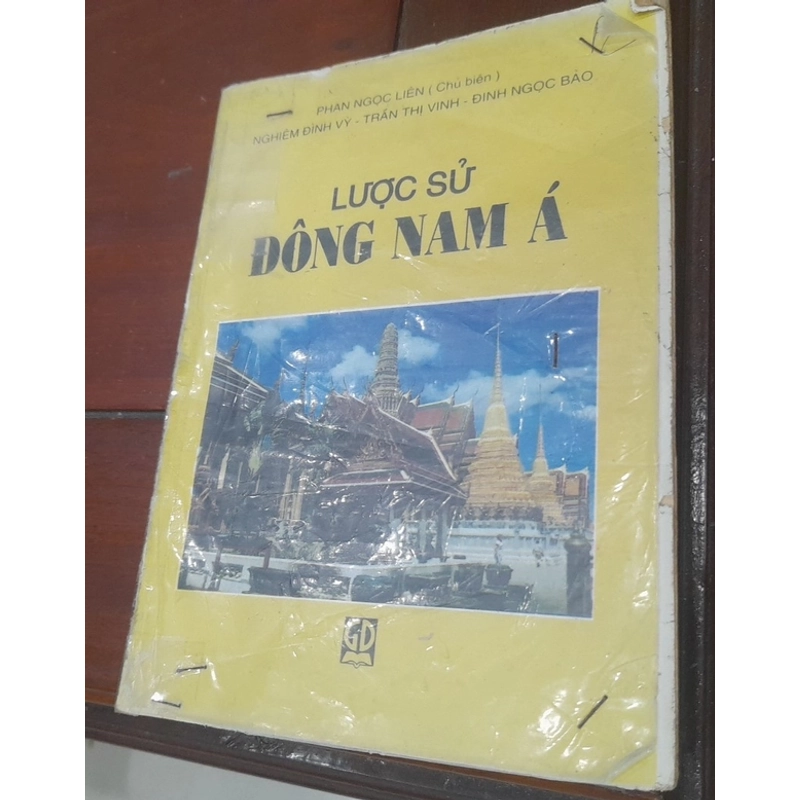 PHAN NGỌC LIÊN ( Chủ biên )
NGHIÊM ĐÌNH VỲ - TRẦN THỊ VINH - ĐINH NGỌC BẢO
LƯỢC SỬ
ĐÔNG NAM Á
GD